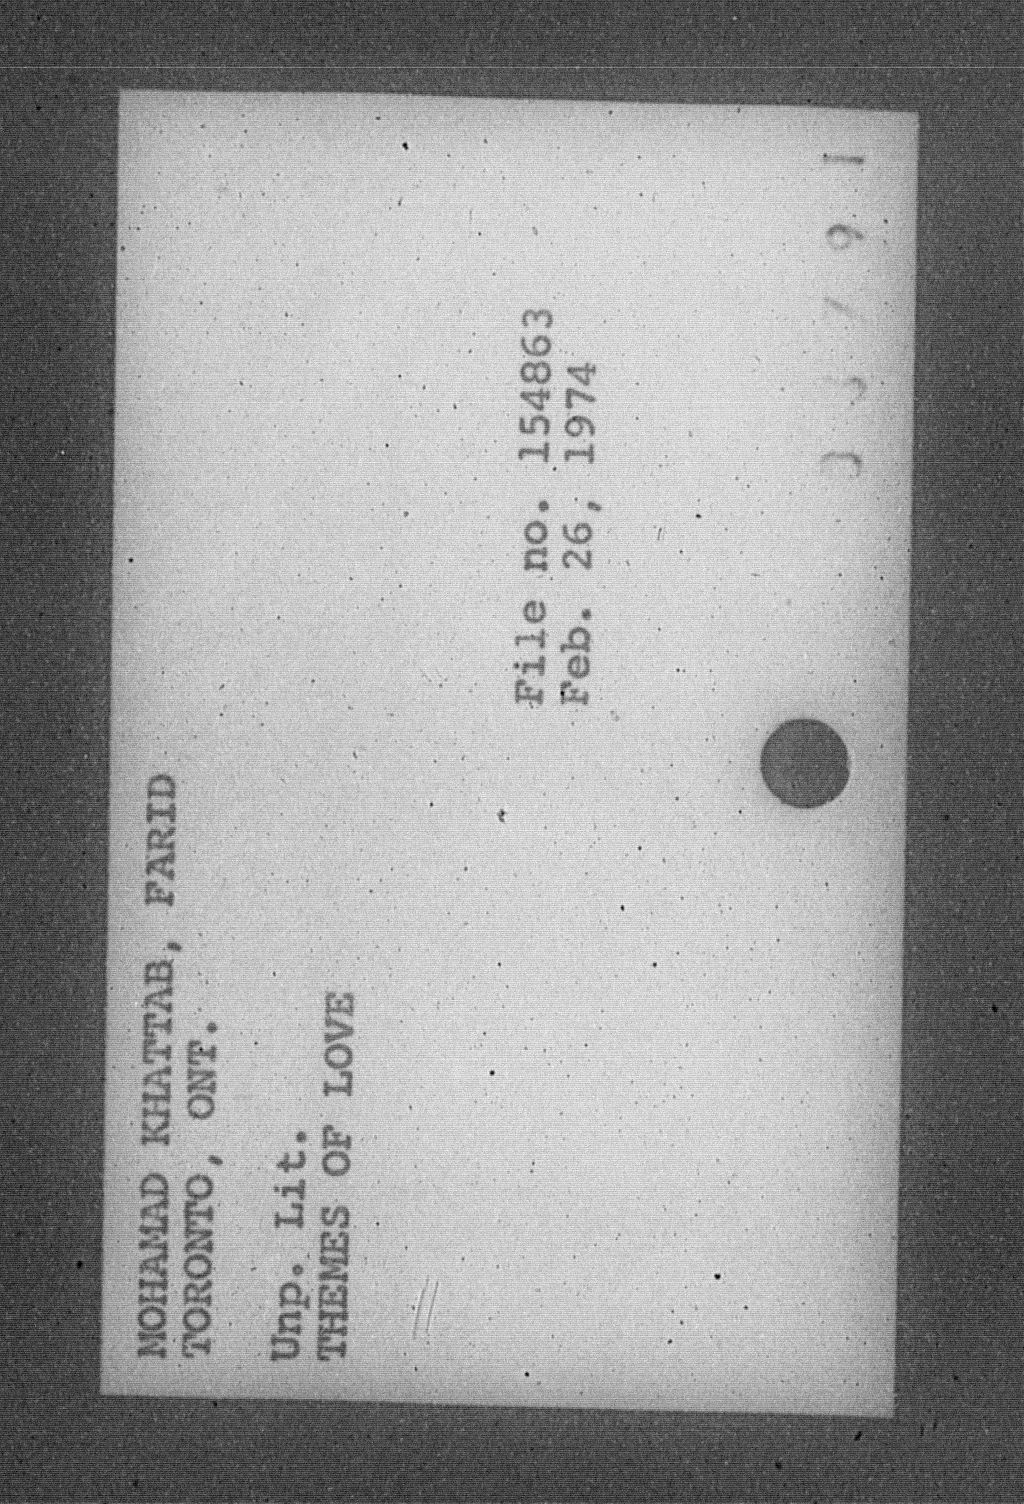 MOHAMAD KHATTAB, FARID
TORONTO, ONT.
Unp. Lit.
THEMES OF LOVE
File no. 154863
Feb. 26, 1974